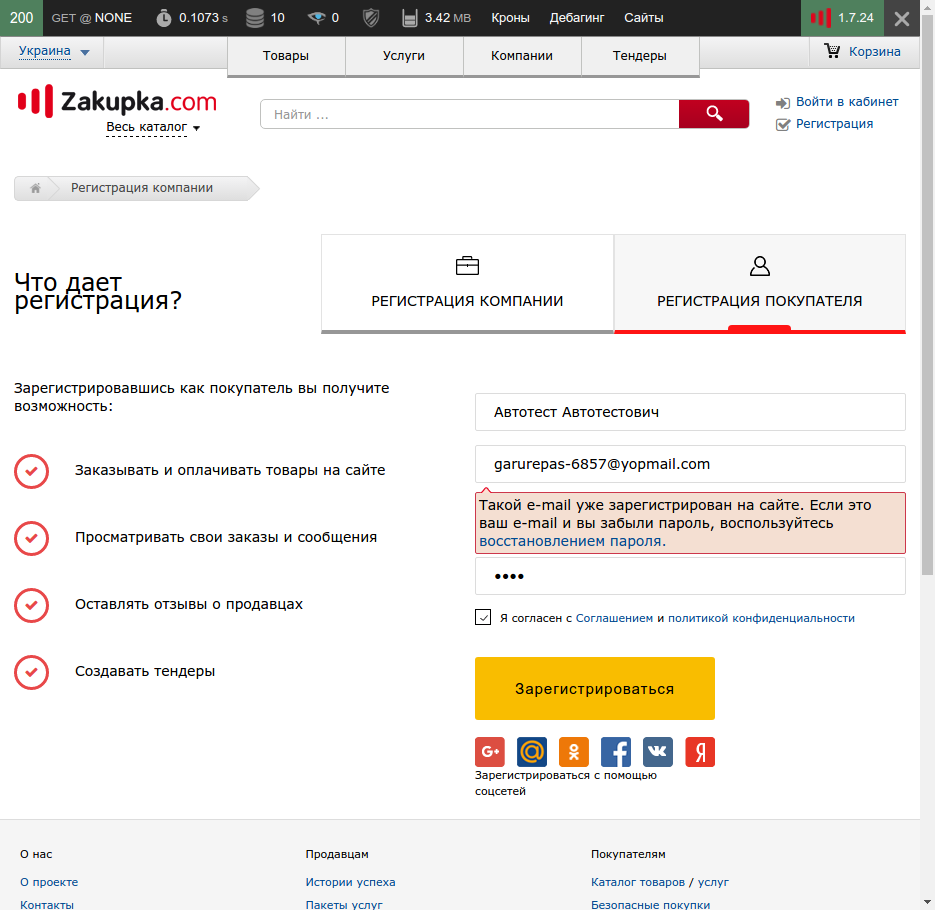 200 GET @ NONE 0.1073 s 10 0 3.42 MB Кроны Дебагинг Сайты 1.7.24
Украина Товары Услуги Компании Тендеры Корзина
Zakupka.com
Весь каталог
Найти ...
Войти в кабинет
Регистрация
Регистрация компании
Что дает
регистрация?
РЕГИСТРАЦИЯ КОМПАНИИ
РЕГИСТРАЦИЯ ПОКУПАТЕЛЯ
Зарегистрировавшись как покупатель вы получите
возможность:
Заказывать и оплачивать товары на сайте
Просматривать свои заказы и сообщения
Оставлять отзывы о продавцах
Создавать тендеры
Автотест Автотестович
garurepas-6857@yopmail.com
Такой e-mail уже зарегистрирован на сайте. Если это
ваш e-mail и вы забыли пароль, воспользуйтесь
восстановлением пароля.
••••
Я согласен с Соглашением и политикой конфиденциальности
Зарегистрироваться
G+ @ f Я
Зарегистрироваться с помощью
соцсетей
О нас
О проекте
Контакты
Продавцам
Истории успеха
Пакеты услуг
Покупателям
Каталог товаров / услуг
Безопасные покупки